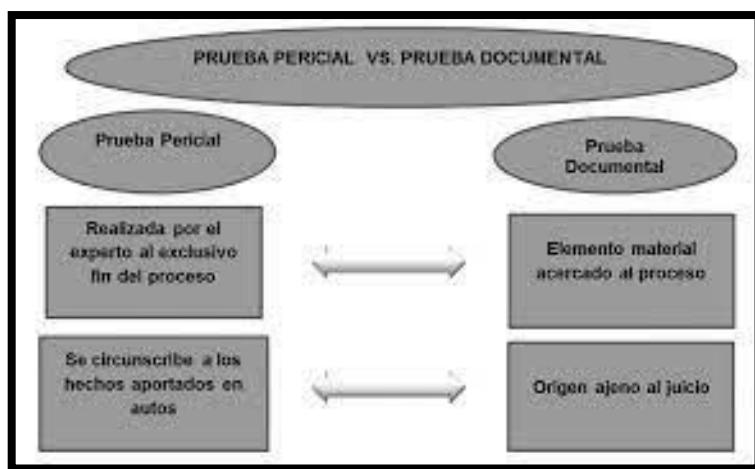 PRUEBA PERICIAL VS. PRUEBA DOCUMENTAL
Prueba Pericial
Prueba
Documental
Realizada por el
experto al exclusivo
fin del proceso
Elemento material
acercado al proceso
Se circunscribe a los
hechos aportados en
autos
Origen ajeno al juicio